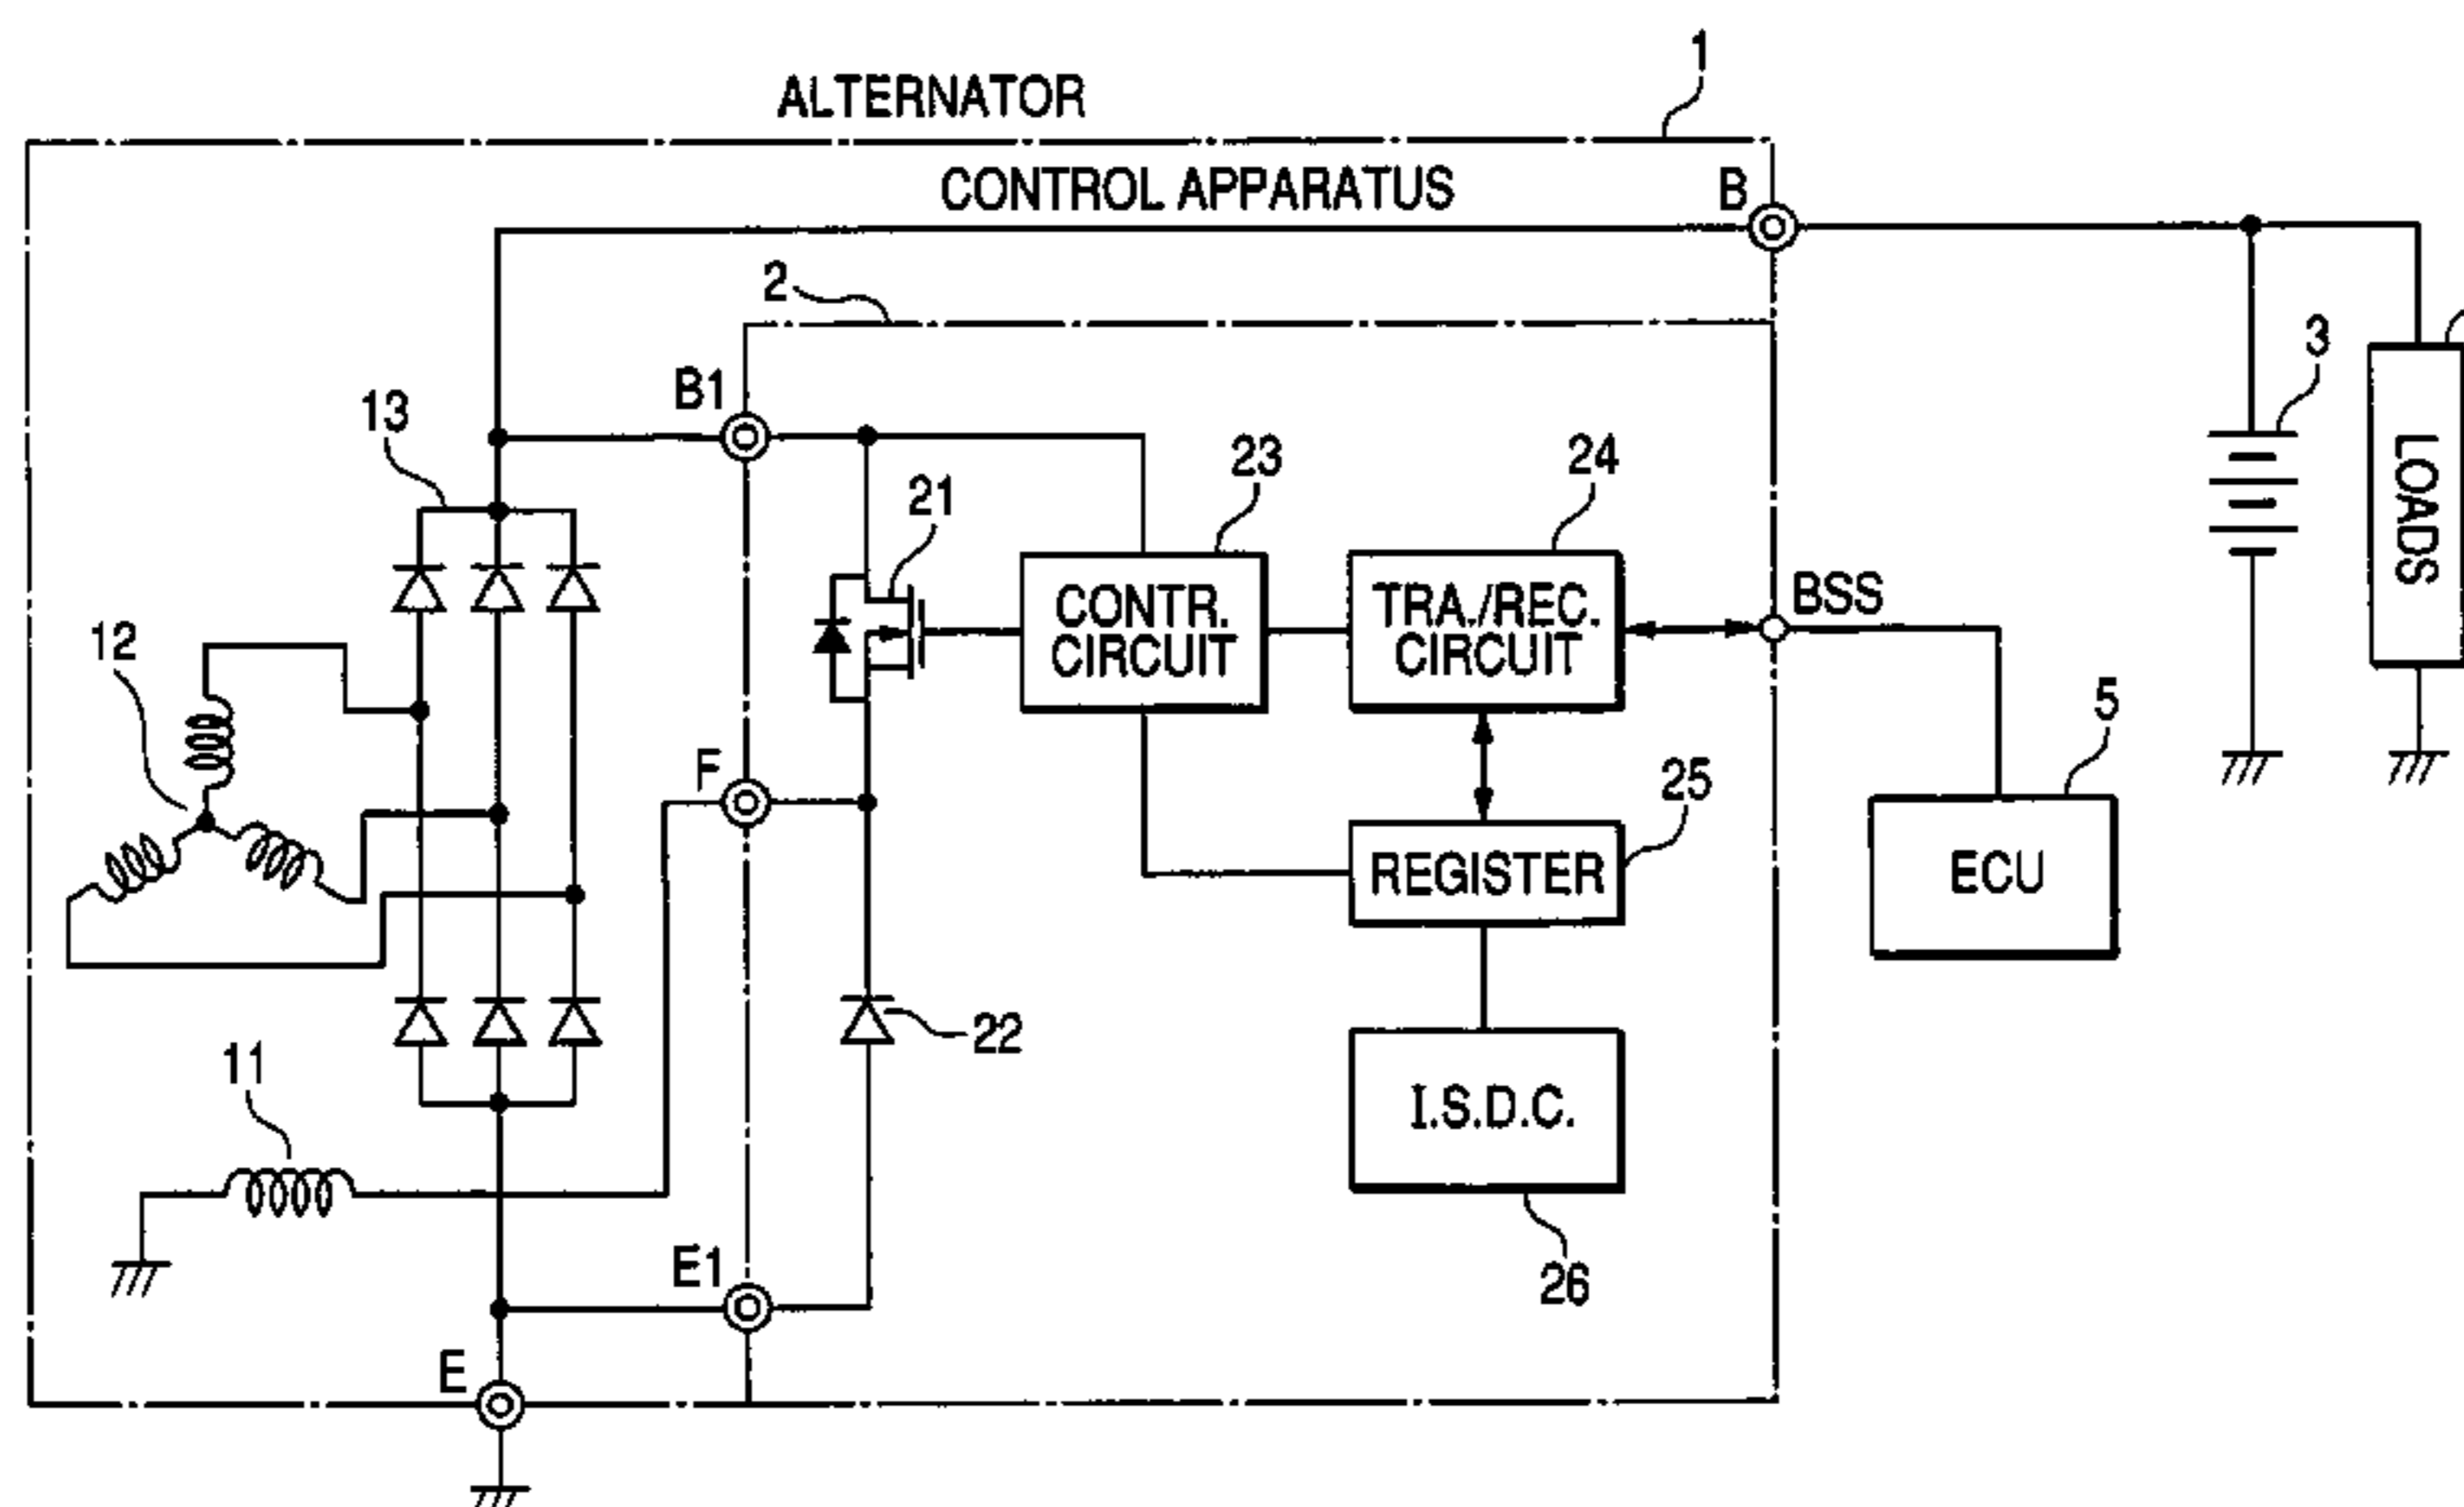 1
ALTERNATOR
CONTROL APPARATUS
B
2
3
B1
13
23
24
21
LOADS
CONTR.
CIRCUIT
TRA./REC.
CIRCUIT
BSS
12
5
F
25
REGISTER
ECU
22
11
I.S.D.C.
E1
26
E